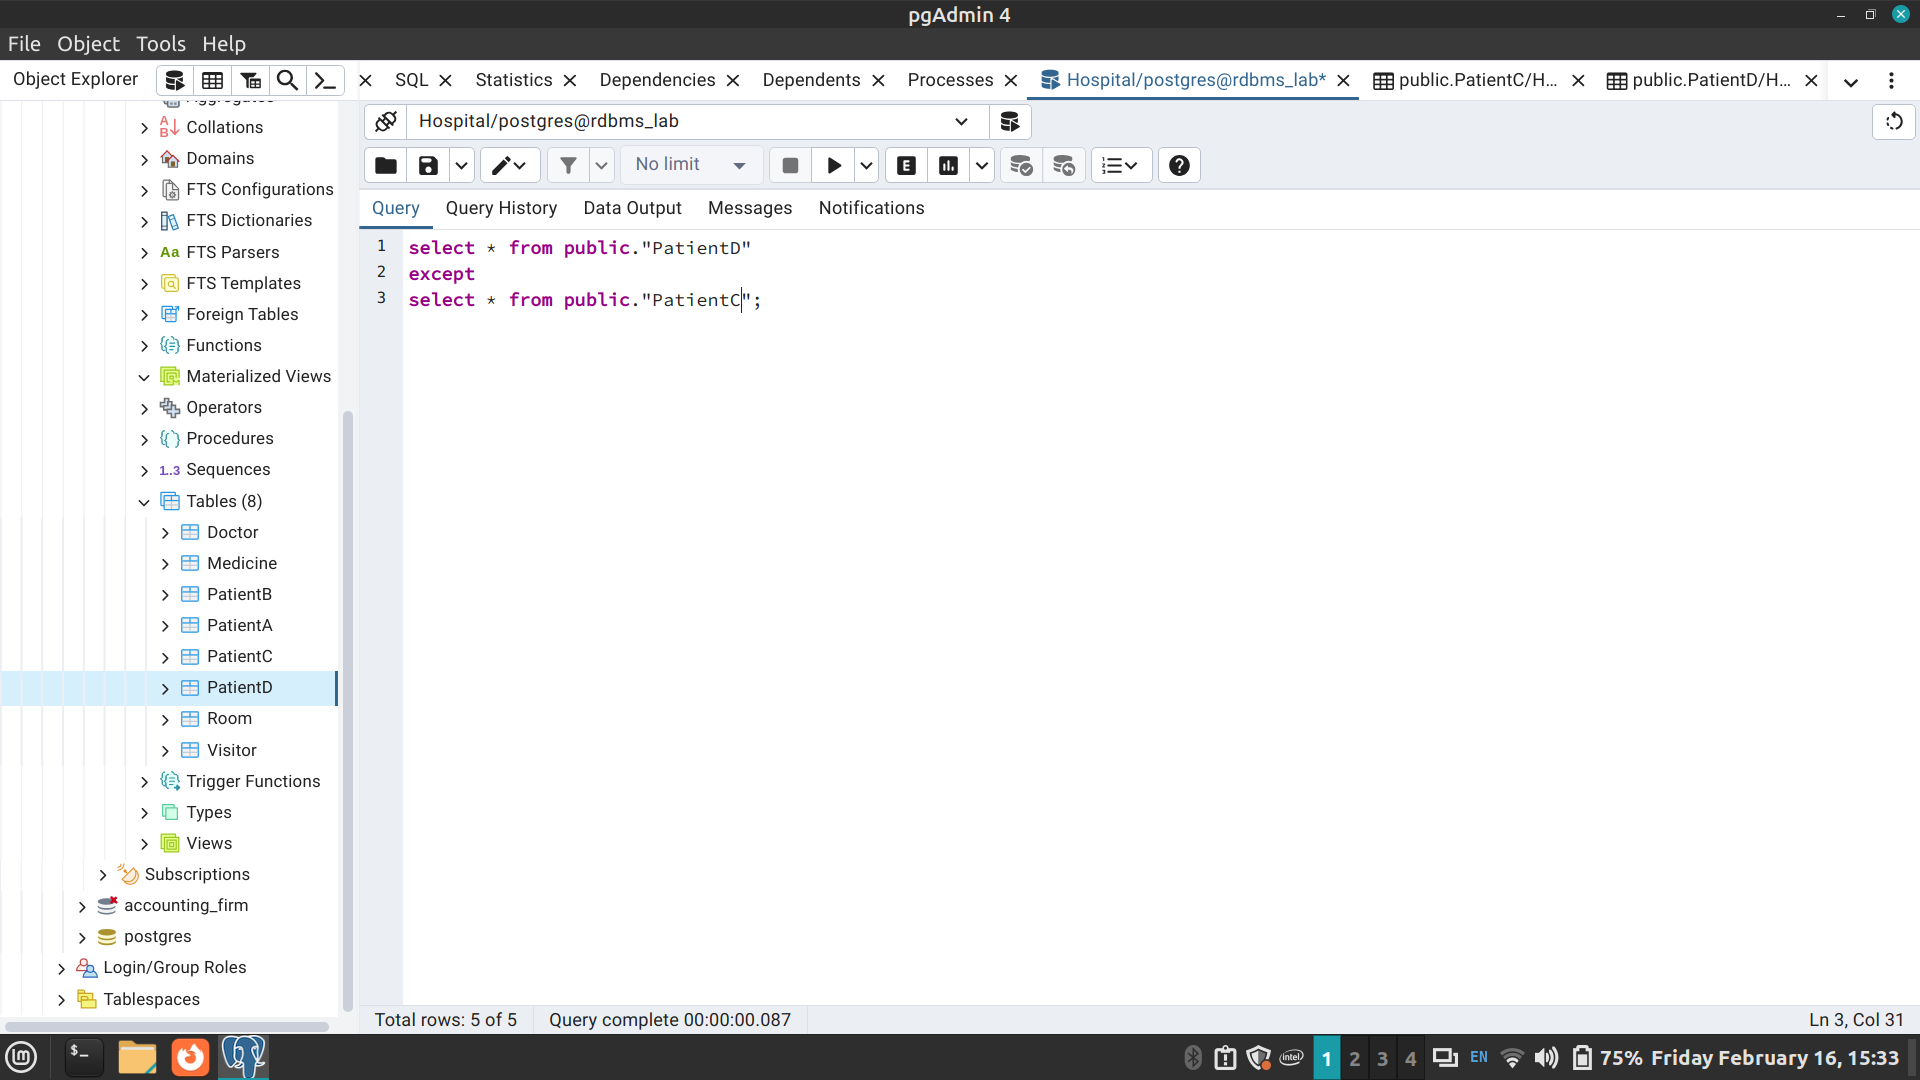 pgAdmin 4
File Object Tools Help
Object Explorer
SQL Statistics Dependencies Dependents Processes Hospital/postgres@rdbms_lab* public.PatientC/H... public.PatientD/H...
Hospital/postgres@rdbms_lab
No limit
E
Query Query History Data Output Messages Notifications
1 select * from public."PatientD"
2 except
3 select * from public."PatientC";
Aggregates
Collations
Domains
FTS Configurations
FTS Dictionaries
Aa FTS Parsers
FTS Templates
Foreign Tables
Functions
Materialized Views
Operators
Procedures
1..3 Sequences
Tables (8)
Doctor
Medicine
PatientB
PatientA
PatientC
PatientD
Room
Visitor
Trigger Functions
Types
Views
Subscriptions
accounting_firm
postgres
Login/Group Roles
Tablespaces
Total rows: 5 of 5 Query complete 00:00:00.087 Ln 3, Col 31
intel 1 2 3 4 EN 75% Friday February 16, 15:33